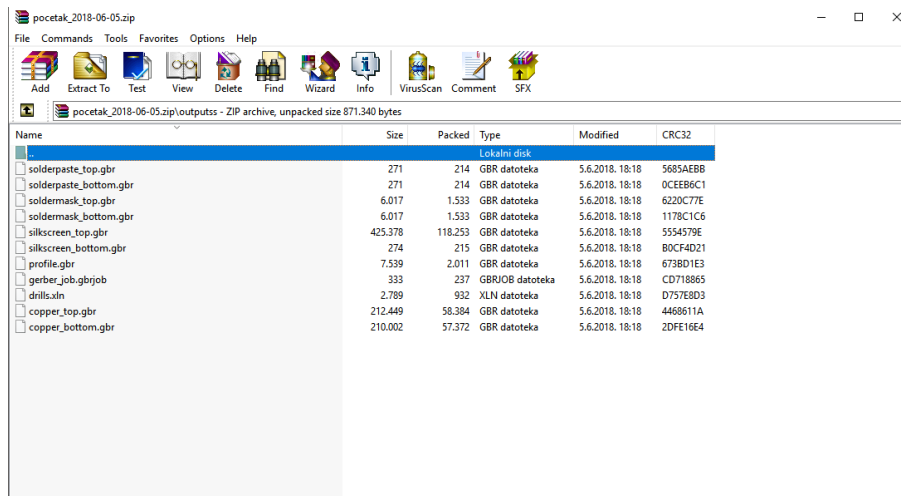 pocetak_2018-06-05.zip
File Commands Tools Favorites Options Help
Add Extract To Test View Delete Find Wizard Info VirusScan Comment SFX
pocetak_2018-06-05.zip\outputss - ZIP archive, unpacked size 871.340 bytes
Name Size Packed Type Modified CRC32
.. Lokalni disk
solderpaste_top.gbr 271 214 GBR datoteka 5.6.2018. 18:18 5685AEBB
solderpaste_bottom.gbr 271 214 GBR datoteka 5.6.2018. 18:18 0CEEB6C1
soldermask_top.gbr 6.017 1.533 GBR datoteka 5.6.2018. 18:18 6220C77E
soldermask_bottom.gbr 6.017 1.533 GBR datoteka 5.6.2018. 18:18 1178C1C6
silkscreen_top.gbr 425.378 118.253 GBR datoteka 5.6.2018. 18:18 5554579E
silkscreen_bottom.gbr 274 215 GBR datoteka 5.6.2018. 18:18 B0CF4D21
profile.gbr 7.539 2.011 GBR datoteka 5.6.2018. 18:18 673BD1E3
gerber_job.gbrjob 333 237 GBRJOB datoteka 5.6.2018. 18:18 CD718865
drills.xln 2.789 932 XLN datoteka 5.6.2018. 18:18 D757E8D3
copper_top.gbr 212.449 58.384 GBR datoteka 5.6.2018. 18:18 4468611A
copper_bottom.gbr 210.002 57.372 GBR datoteka 5.6.2018. 18:18 2DFE16E4